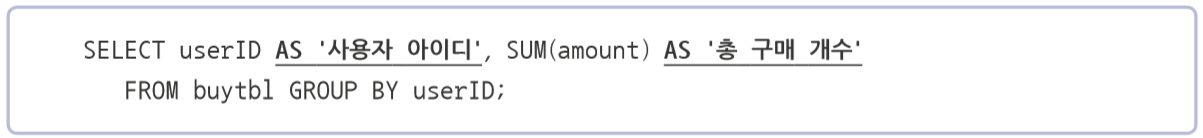 SELECT userID AS '사용자 아이디', SUM(amount) AS '총 구매 개수'
FROM buytbl GROUP BY userID;